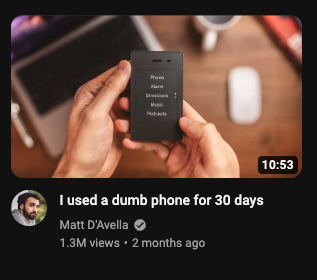 Phone
Alarm
Directions
Music
Podcasts
10:53
I used a dumb phone for 30 days
Matt D'Avella
1.3M views • 2 months ago